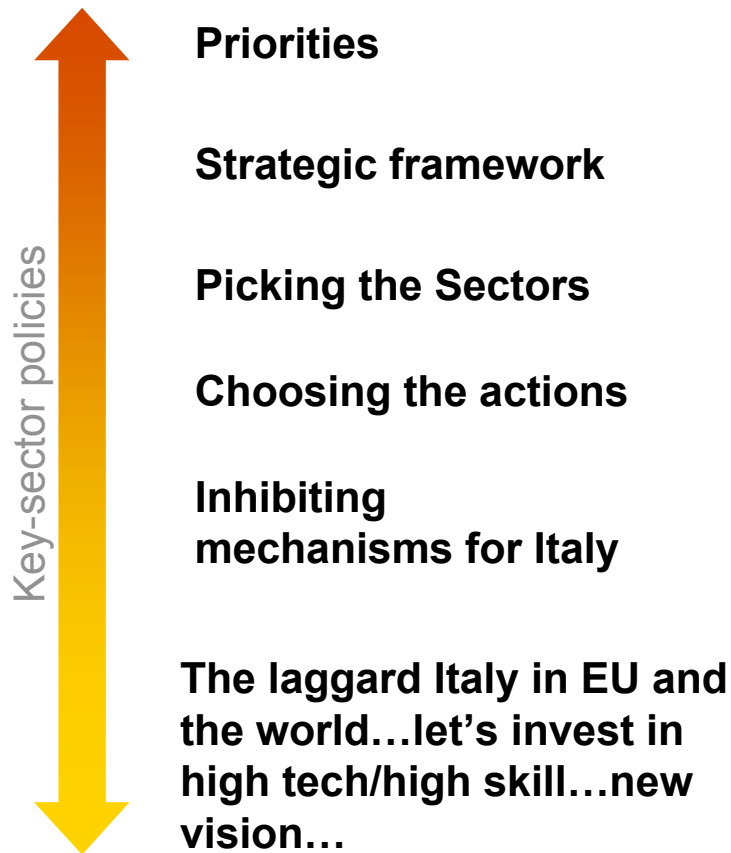 Key-sector policies
Priorities
Strategic framework
Picking the Sectors
Choosing the actions
Inhibiting
mechanisms for Italy
The laggard Italy in EU and
the world…let’s invest in
high tech/high skill…new
vision…